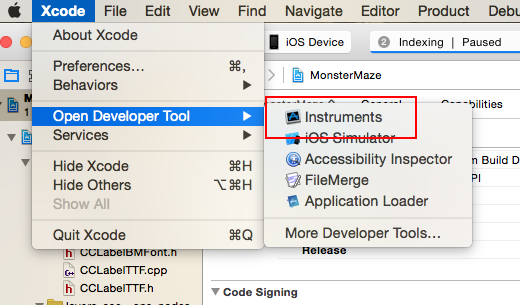 Xcode File Edit View Find Navigate Editor Product Debu
About Xcode
iOS Device
2 Indexing | Paused
Preferences... ⌘,
MonsterMaze
Behaviors
General Capabilities
Open Developer Tool
Instruments
Services
iOS Simulator
Accessibility Inspector
Hide Xcode ⌘H
FileMerge
Hide Others ⌥⌘H
Application Loader
Show All
More Developer Tools...
Quit Xcode ⌘Q
Release
CCLabelBMFont.h
CCLabelTTF.cpp
CCLabelTTF.h
Code Signing